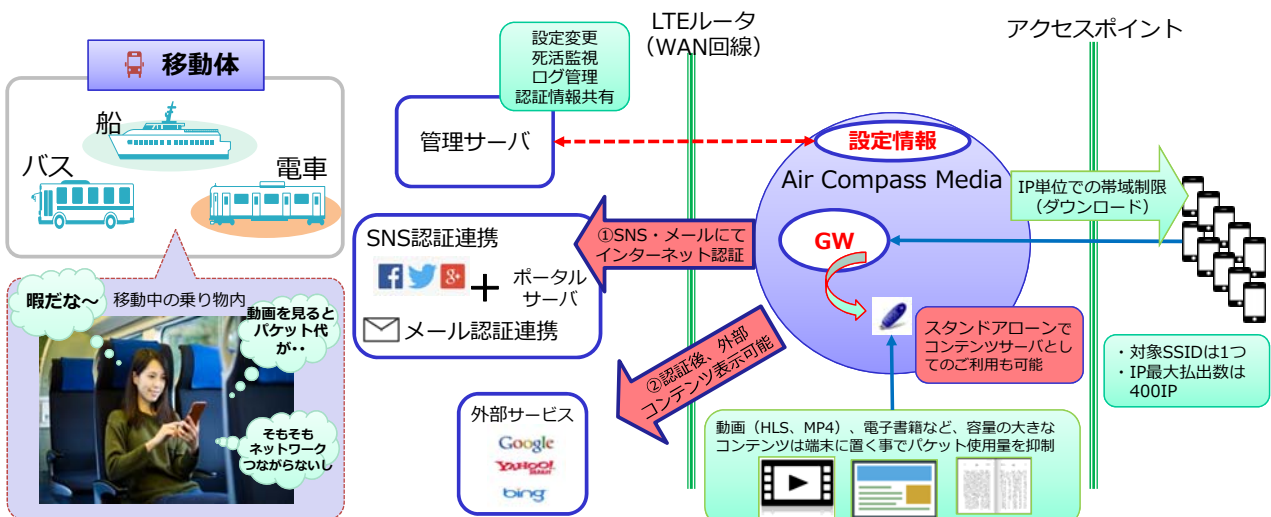 移動体
船
バス
電車
暇だな～
移動中の乗り物内
動画を見ると
パケット代
が・・
そもそも
ネットワーク
つながらないし
LTEルータ
（WAN回線）
アクセスポイント
設定変更
死活監視
ログ管理
認証情報共有
管理サーバ
設定情報
Air Compass Media
IP単位での帯域制限
（ダウンロード）
GW
①SNS・メールにて
インターネット認証
SNS認証連携
f
8+
＋
ポータル
サーバ
メール認証連携
スタンドアローンで
コンテンツサーバとし
てのご利用も可能
②認証後、外部
コンテンツ表示可能
・対象SSIDは1つ
・IP最大払出数は
400IP
外部サービス
Google
YAHOO!
JAPAN
bing
動画（HLS、MP4）、電子書籍など、容量の大きな
コンテンツは端末に置く事でパケット使用量を抑制